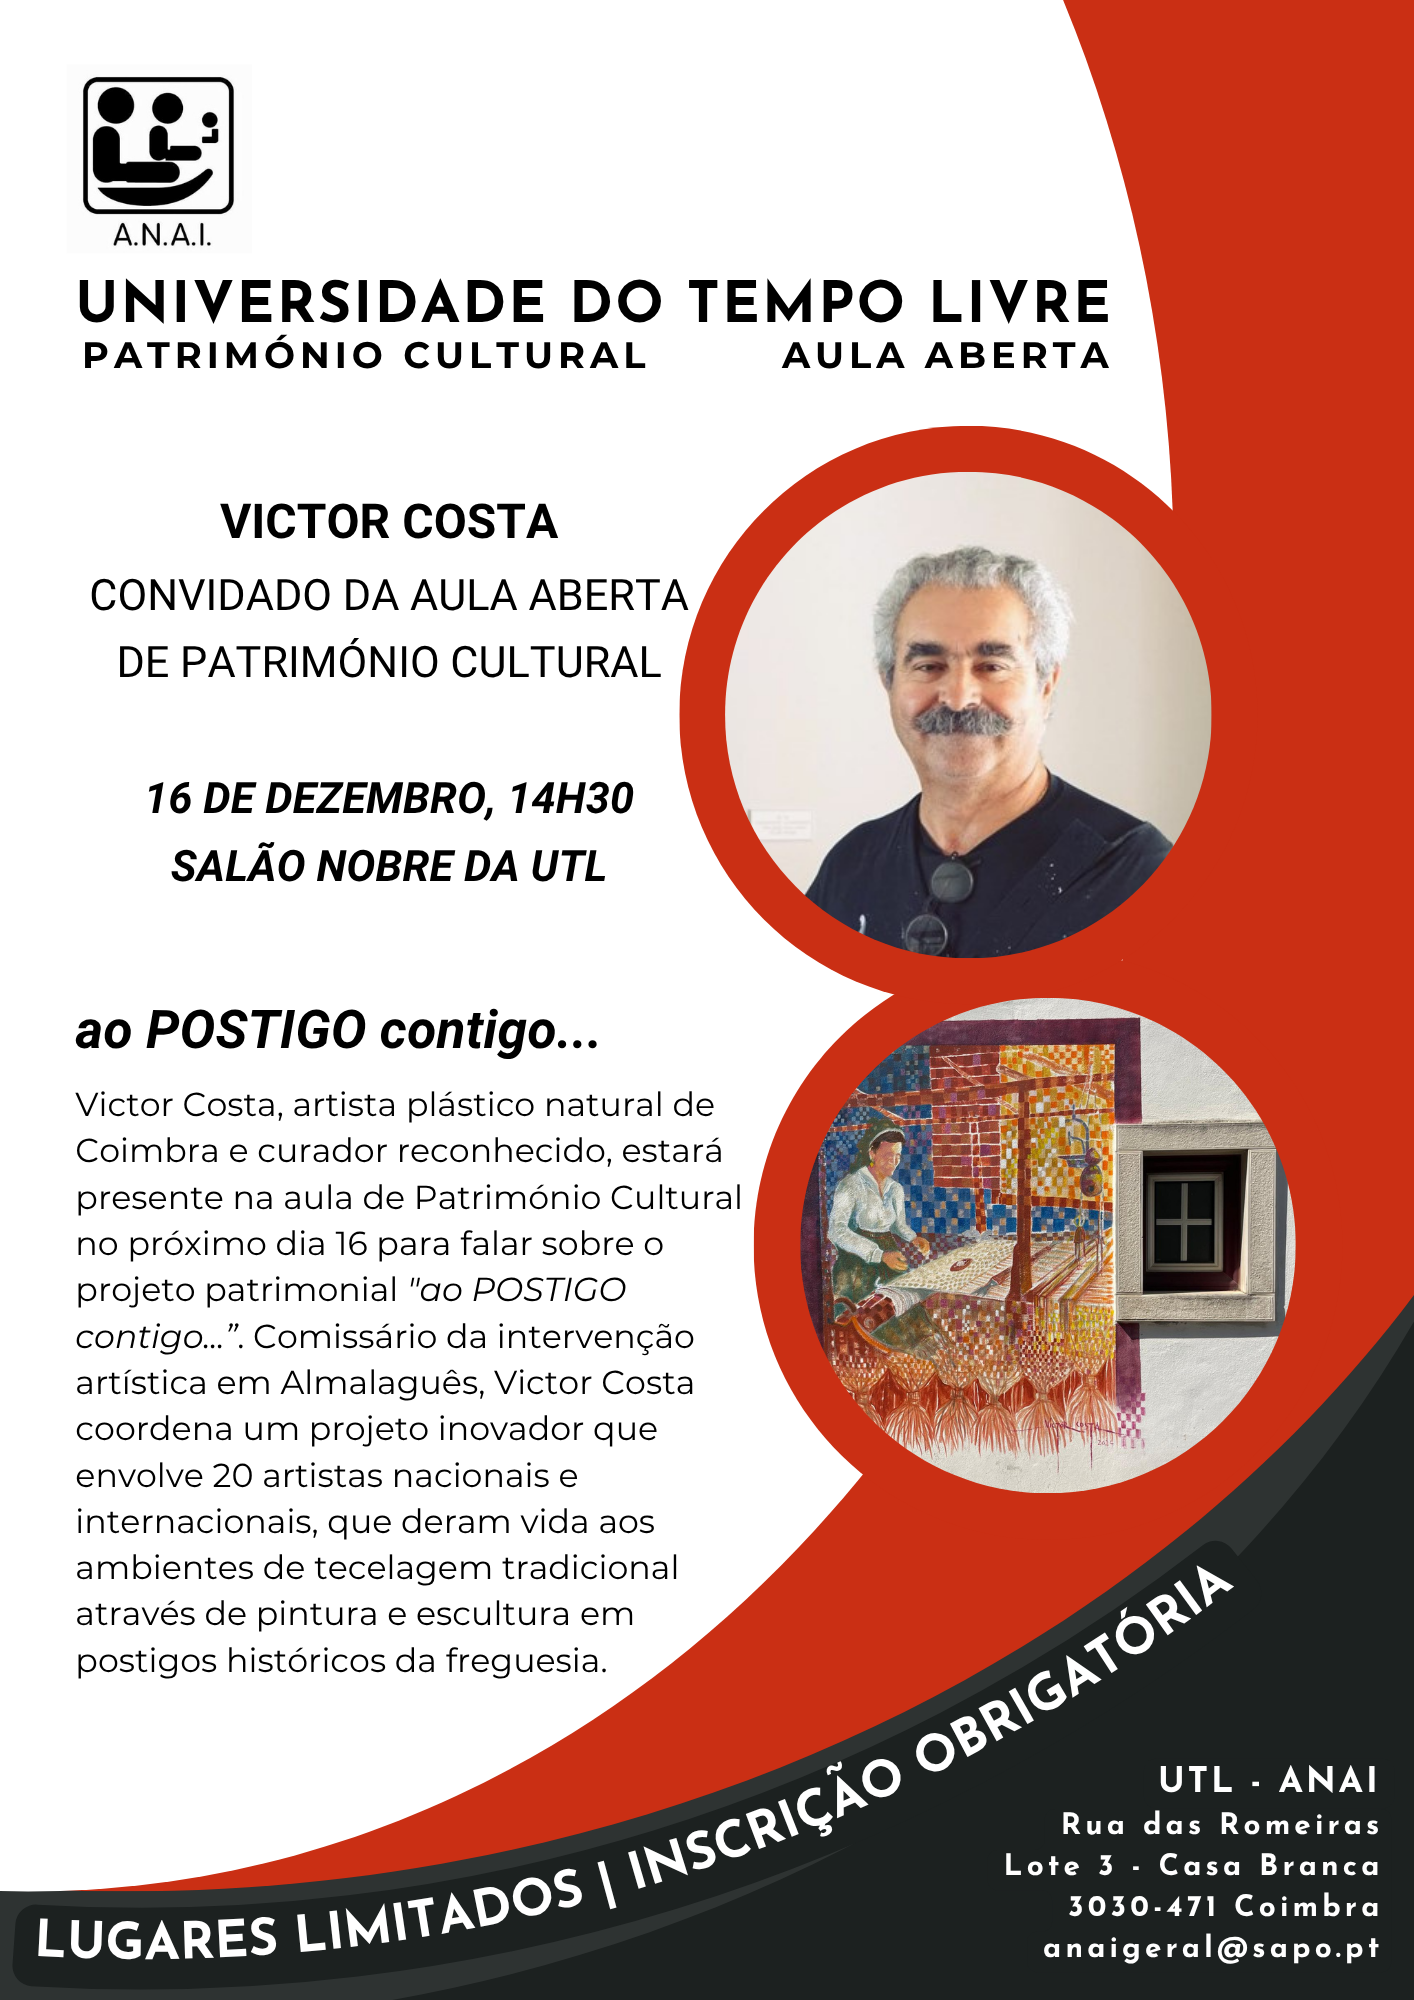 A.N.A.I.
UNIVERSIDADE DO TEMPO LIVRE
PATRIMÓNIO CULTURAL AULA ABERTA
VICTOR COSTA
CONVIDADO DA AULA ABERTA
DE PATRIMÓNIO CULTURAL
16 DE DEZEMBRO, 14H30
SALÃO NOBRE DA UTL
ao POSTIGO contigo...
Victor Costa, artista plástico natural de
Coimbra e curador reconhecido, estará
presente na aula de Património Cultural
no próximo dia 16 para falar sobre o
projeto patrimonial "ao POSTIGO
contigo...”. Comissário da intervenção
artística em Almalaguês, Victor Costa
coordena um projeto inovador que
envolve 20 artistas nacionais e
internacionais, que deram vida aos
ambientes de tecelagem tradicional
através de pintura e escultura em
postigos históricos da freguesia.
VICTOR COSTA
LUGARES LIMITADOS | INSCRIÇÃO OBRIGATÓRIA
UTL - ANAI
Rua das Romeiras
Lote 3 - Casa Branca
3030-471 Coimbra
anaigeral@sapo.pt